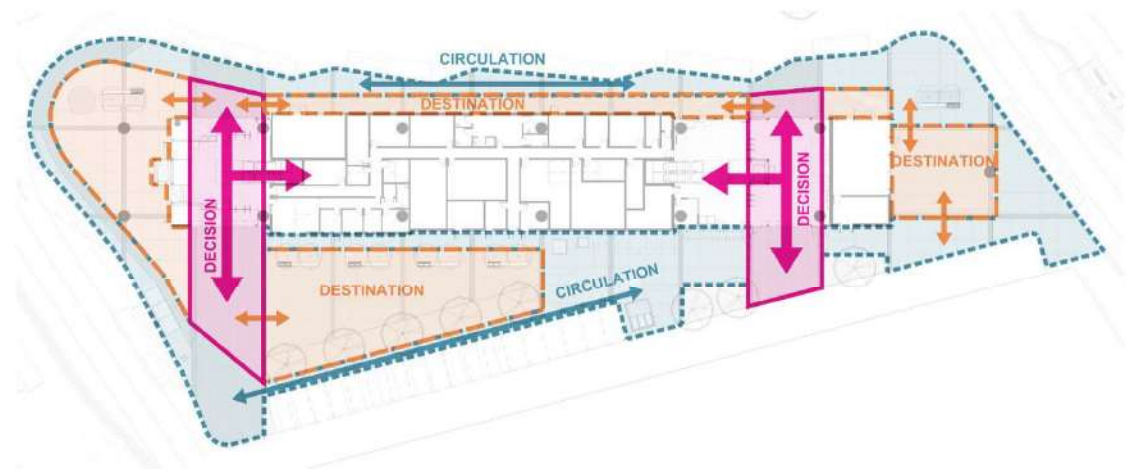 CIRCULATION
DESTINATION
DECISION
DECISION
DESTINATION
DESTINATION
CIRCULATION